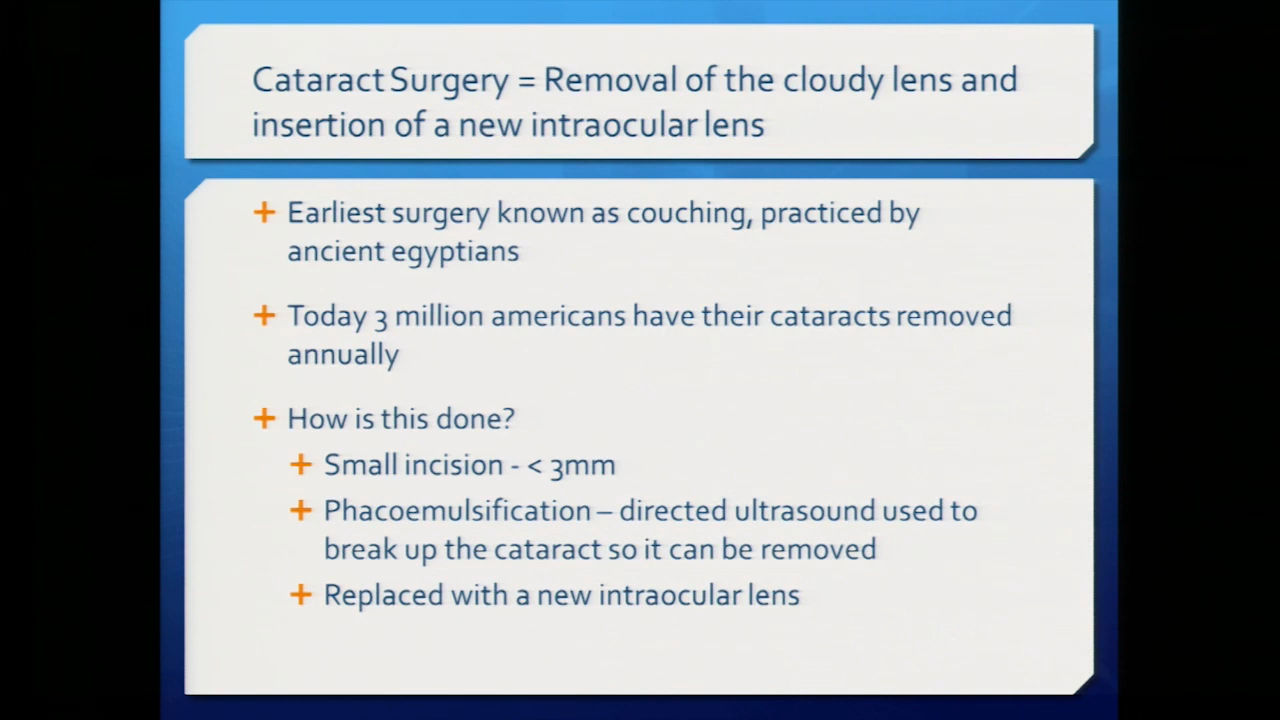 Cataract Surgery = Removal of the cloudy lens and
insertion of a new intraocular lens
+ Earliest surgery known as couching, practiced by
ancient egyptians
+ Today 3 million americans have their cataracts removed
annually
+ How is this done?
+ Small incision - < 3mm
+ Phacoemulsification – directed ultrasound used to
break up the cataract so it can be removed
+ Replaced with a new intraocular lens